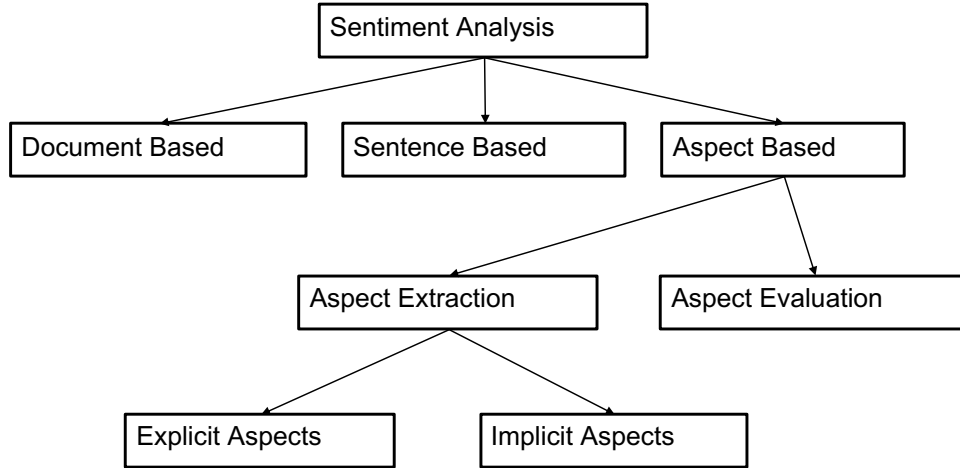 Sentiment Analysis
Document Based
Sentence Based
Aspect Based
Aspect Extraction
Aspect Evaluation
Explicit Aspects
Implicit Aspects